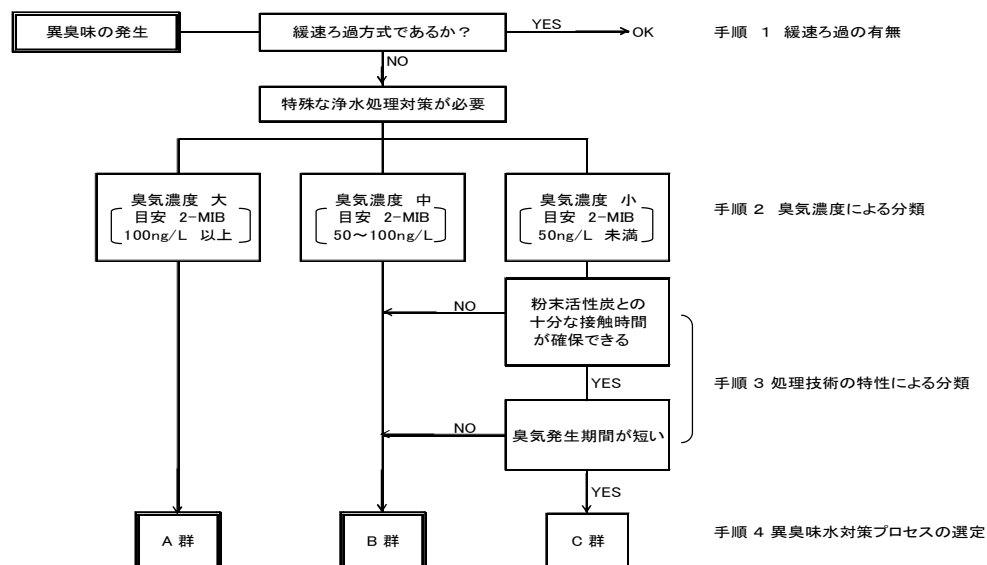 異臭味の発生
緩速ろ過方式であるか？
YES
OK
手順　1　緩速ろ過の有無
NO
特殊な浄水処理対策が必要
臭気濃度　大
目安　2-MIB
100ng/L　以上
臭気濃度　中
目安　2-MIB
50～100ng/L
臭気濃度　小
目安　2-MIB
50ng/L　未満
手順 2　臭気濃度による分類
NO
粉末活性炭との
十分な接触時間
が確保できる
YES
手順 3 処理技術の特性による分類
NO
臭気発生期間が短い
YES
A 群
B 群
C 群
手順 4 異臭味水対策プロセスの選定